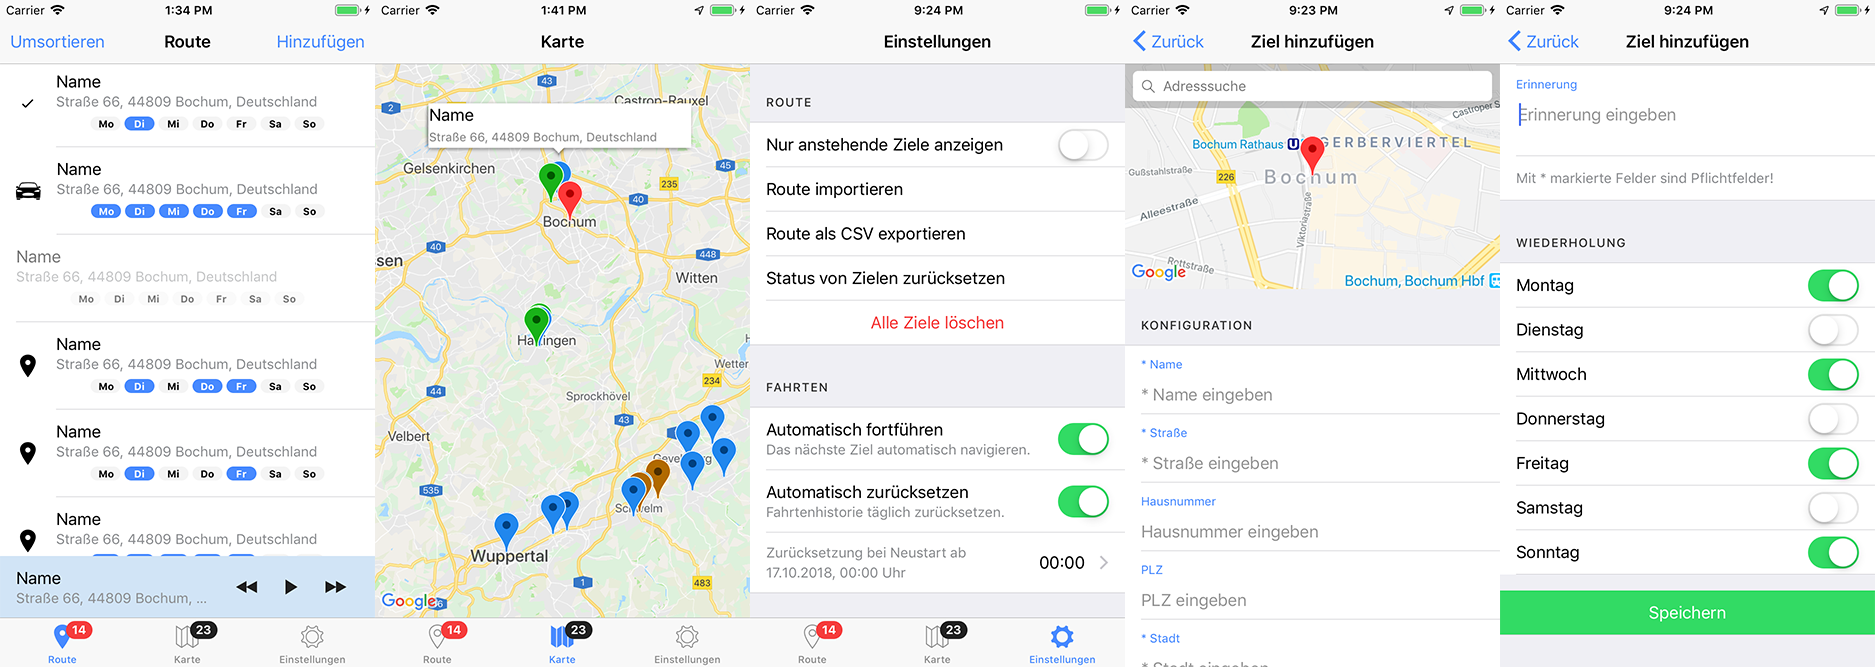 Carrier 1:34 PM
Umsortieren Route Hinzufügen
Name
Straße 66, 44809 Bochum, Deutschland
Mo Di Mi Do Fr Sa So
Name
Straße 66, 44809 Bochum, Deutschland
Mo Di Mi Do Fr Sa So
Name
Straße 66, 44809 Bochum, Deutschland
Mo Di Mi Do Fr Sa So
Name
Straße 66, 44809 Bochum, Deutschland
Mo Di Mi Do Fr Sa So
Name
Straße 66, 44809 Bochum, Deutschland
Mo Di Mi Do Fr Sa So
Name
Straße 66, 44809 Bochum, Deutschland
Name
Straße 66, 44809 Bochum, ...
14 23
Route Karte Einstellungen
Carrier 1:41 PM
Karte
43
Castrop-Rauxel
2
Name
Straße 66, 44809 Bochum, Deutschland
Gelsenkirchen
45
235
40
Bochum
40
448
sen
Witten
Hattingen
Wetter
234
44
Sprockhövel
43
Velbert
Gevelsberg
535
Schwelm
Wuppertal
1
483
Google
14 23
Route Karte Einstellungen
Carrier 9:24 PM
Einstellungen
ROUTE
Nur anstehende Ziele anzeigen
Route importieren
Route als CSV exportieren
Status von Zielen zurücksetzen
Alle Ziele löschen
FAHRTEN
Automatisch fortführen
Das nächste Ziel automatisch navigieren.
Automatisch zurücksetzen
Fahrtenhistorie täglich zurücksetzen.
Zurücksetzung bei Neustart ab
17.10.2018, 00:00 Uhr
00:00
14 23
Route Karte Einstellungen
Carrier 9:23 PM
Zurück Ziel hinzufügen
Adresssuche
Castroper Str
Bochum Rathaus U GERBERVIERTEL
Gußstahlstraße
226
Bochum
Alleestraße
Viktoriastraße
Rottstraße
Google
Bochum, Bochum Hbf
KONFIGURATION
* Name
* Name eingeben
* Straße
* Straße eingeben
Hausnummer
Hausnummer eingeben
PLZ
PLZ eingeben
* Stadt
* Stadt eingeben
Carrier 9:24 PM
Zurück Ziel hinzufügen
Erinnerung
Erinnerung eingeben
Mit * markierte Felder sind Pflichtfelder!
WIEDERHOLUNG
Montag
Dienstag
Mittwoch
Donnerstag
Freitag
Samstag
Sonntag
Speichern